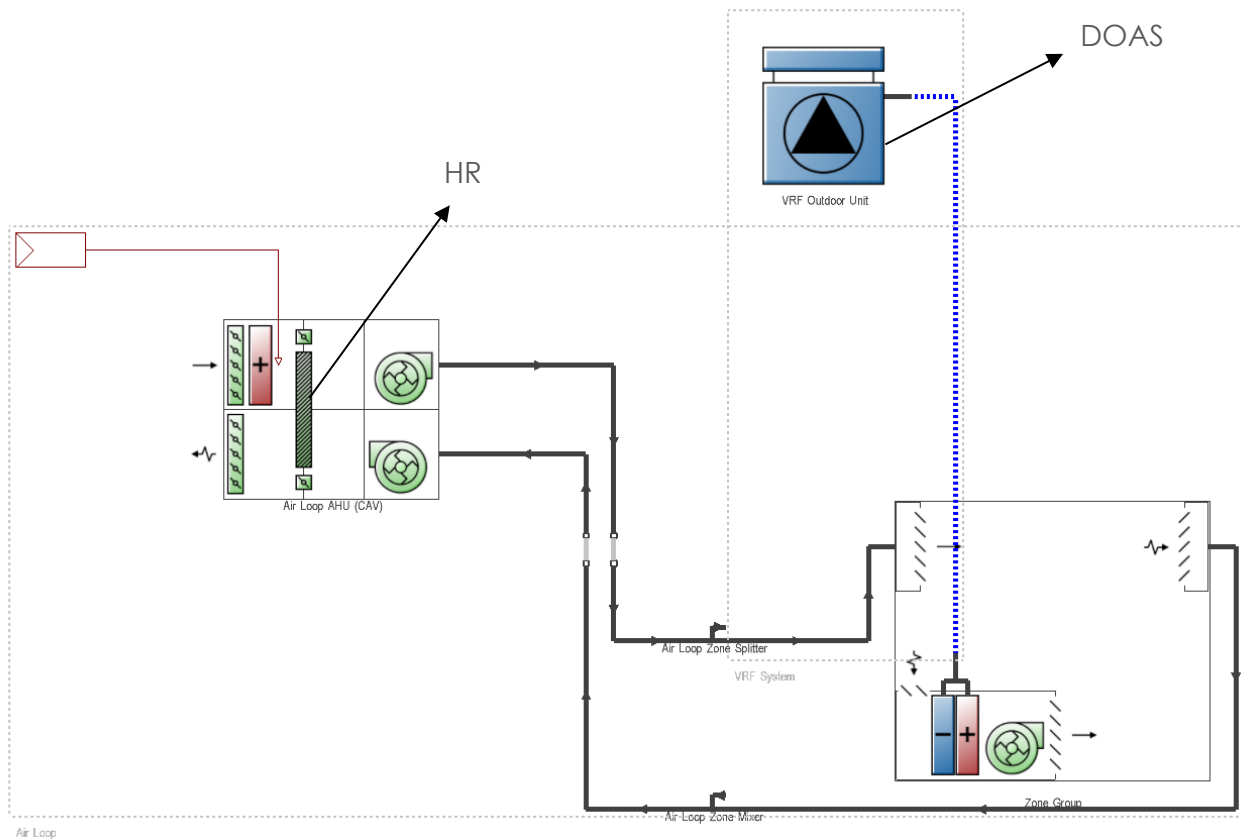 DOAS
HR
VRF Outdoor Unit
Air Loop AHU (CAV)
Air Loop Zone Splitter
VRF System
Zone Group
Air Loop Zone Mixer
Air Loop